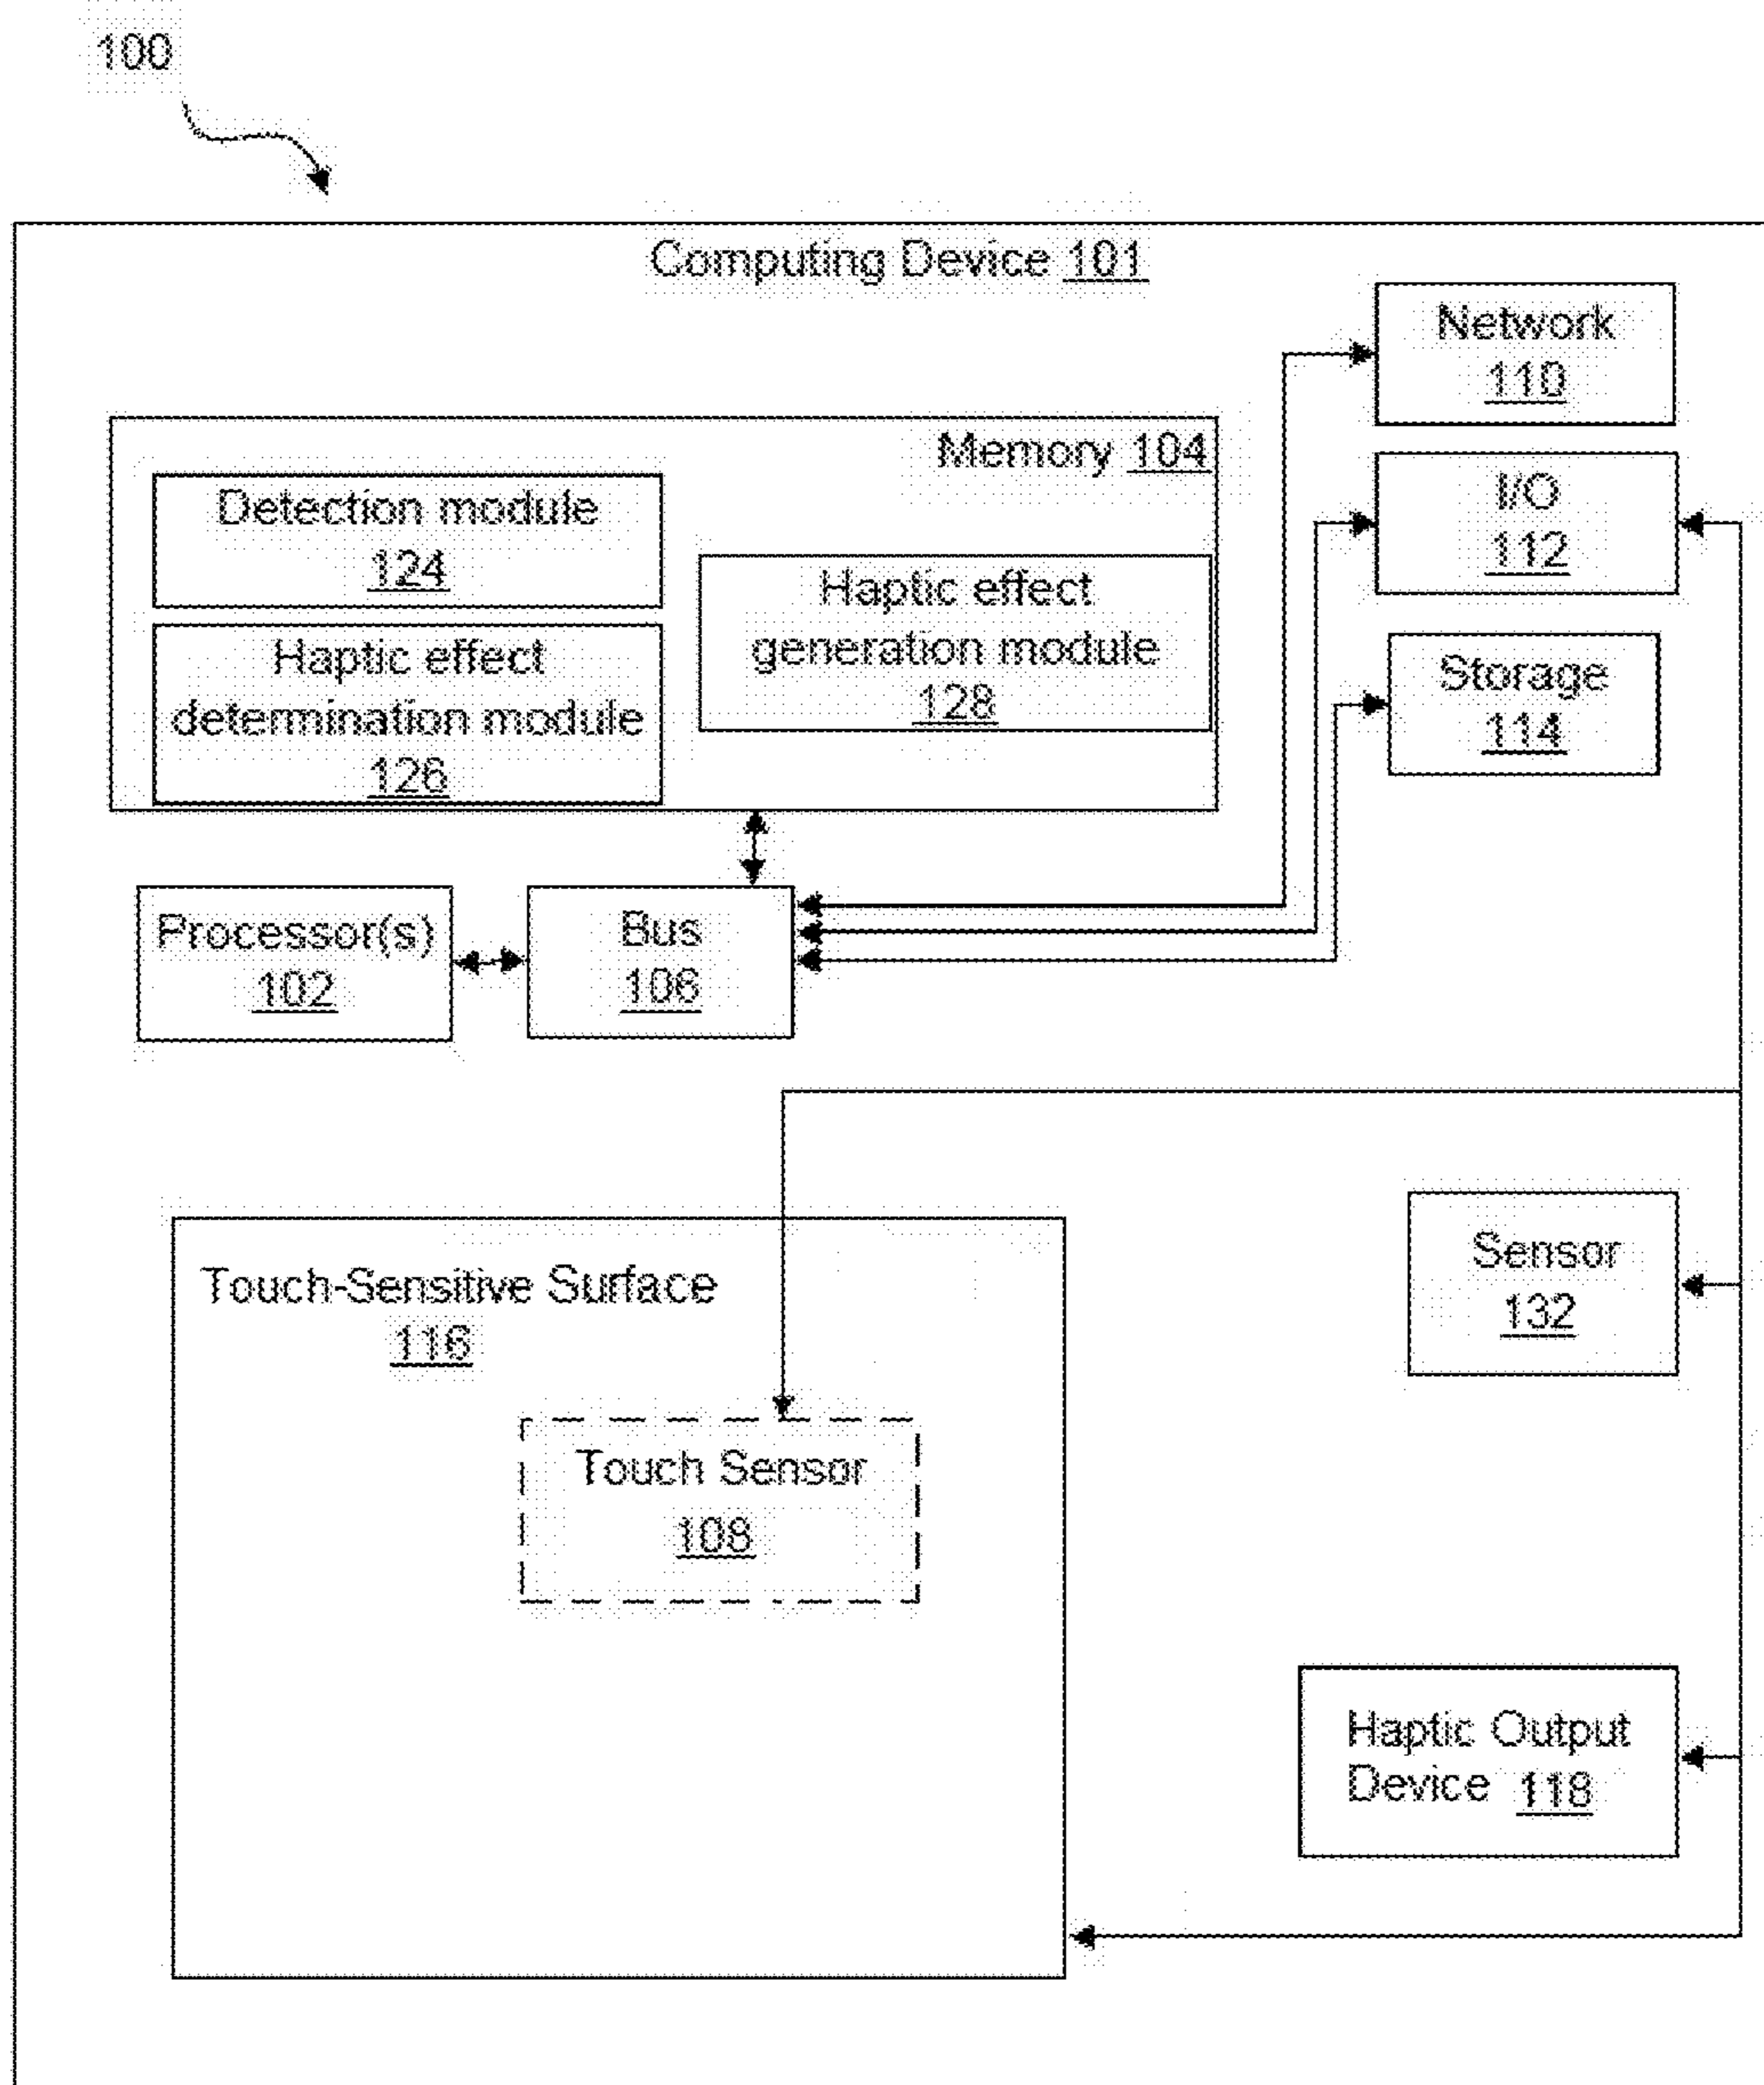 100
Computing Device 101
Network
110
Memory 104
I/O
112
Detection module
124
Haptic effect
generation module
128
Haptic effect
determination module
126
Storage
114
Processor(s)
102
Bus
106
Touch-Sensitive Surface
116
Sensor
132
Touch Sensor
108
Haptic Output
Device 118